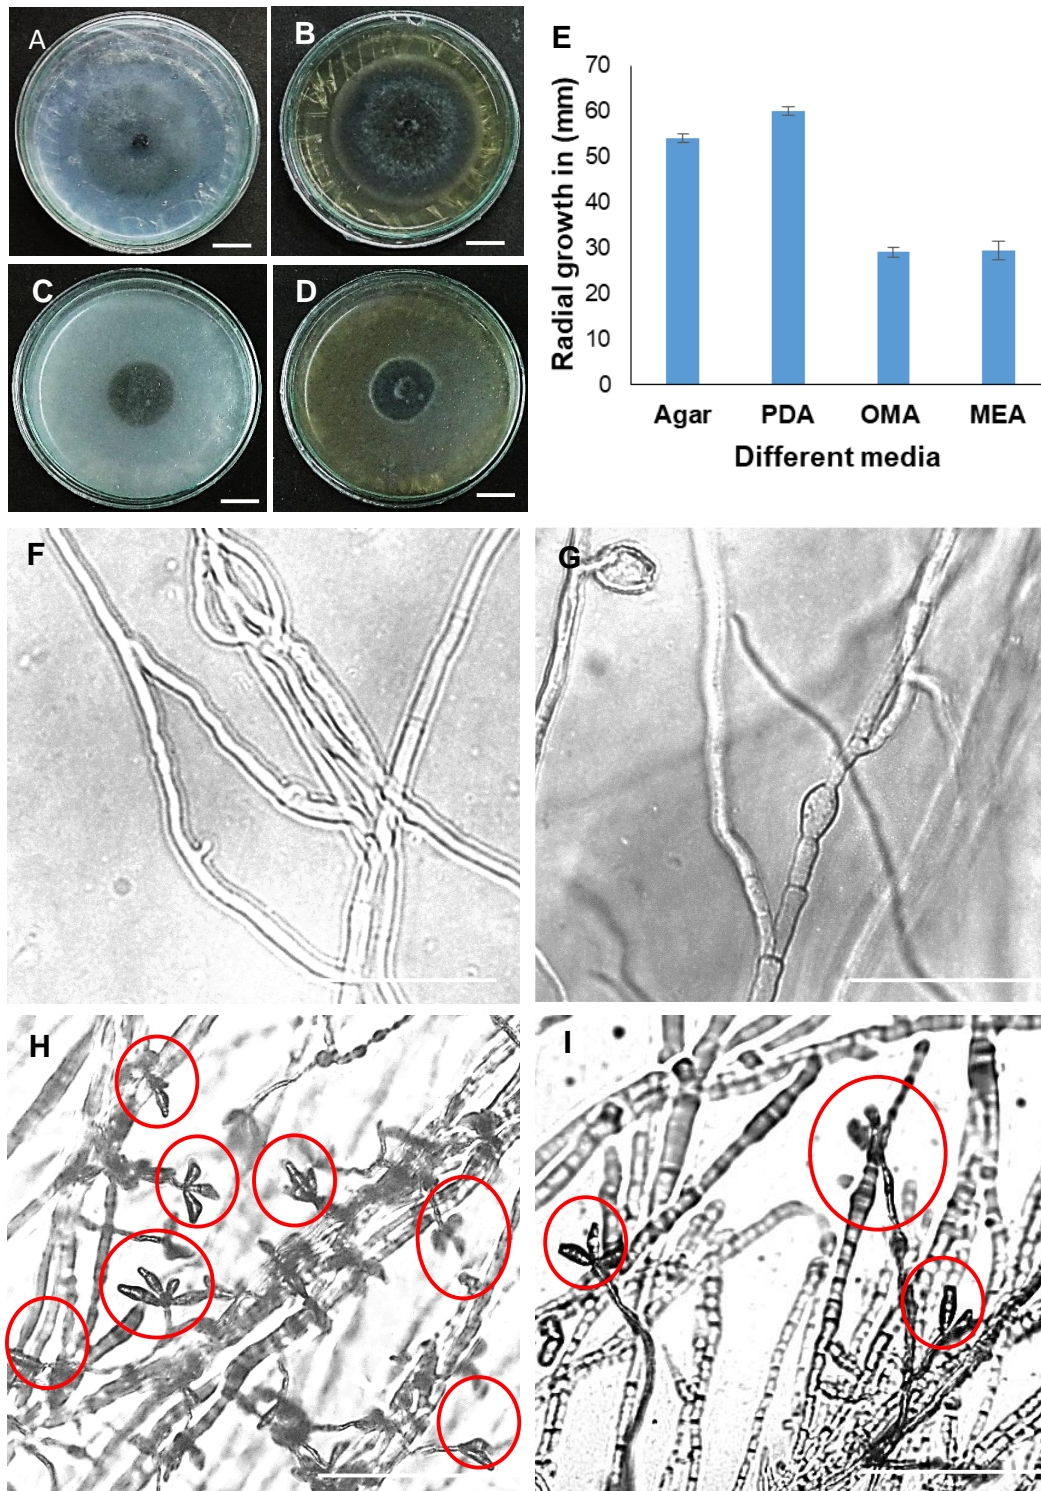 A
B
C
D
E
Radial growth in (mm)
70
60
50
40
30
20
10
0
Agar PDA OMA MEA
Different media
F
G
H
I